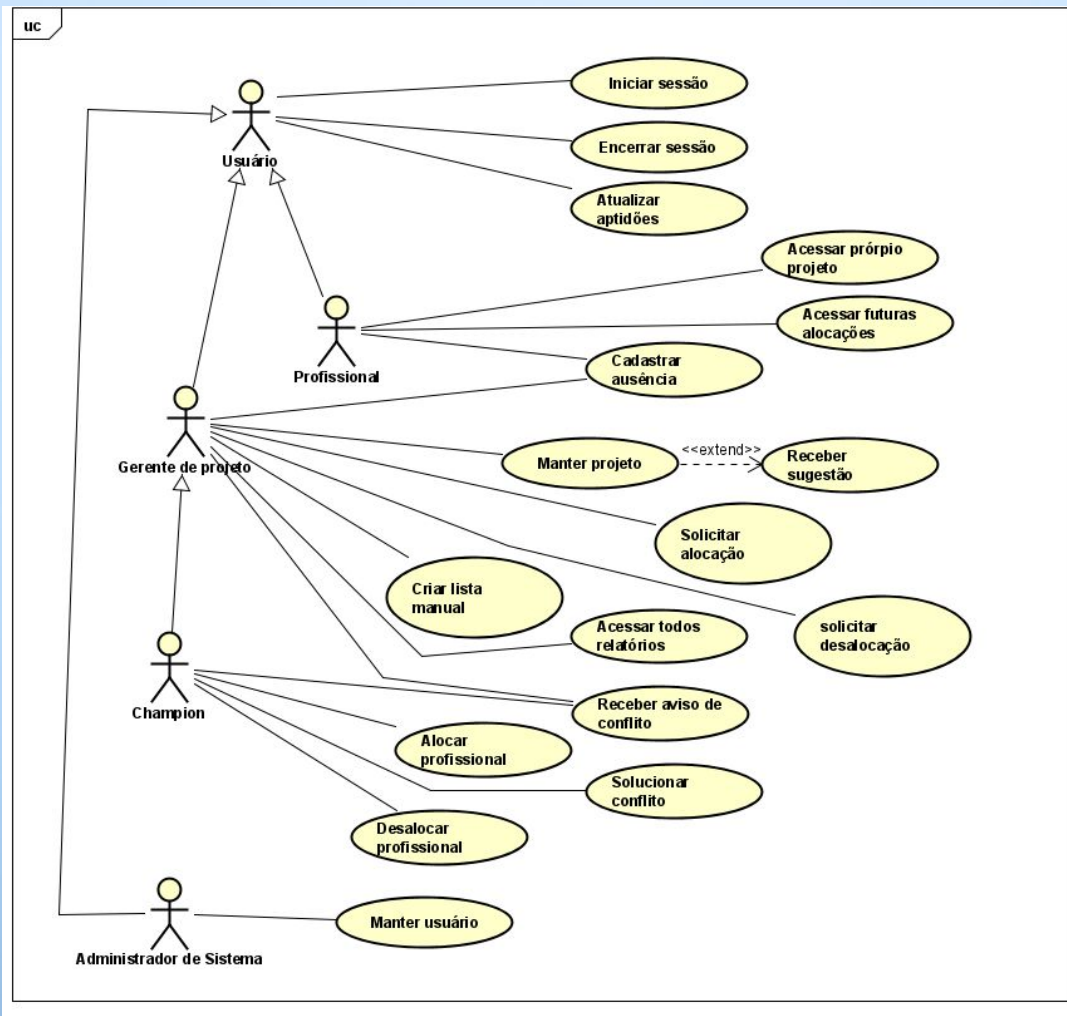 uc
Iniciar sessão
Usuário
Encerrar sessão
Atualizar
aptidões
Acessar prórpio
projeto
Acessar futuras
alocações
Profissional
Cadastrar
ausência
Gerente de projeto
Manter projeto
<<extend>>
Receber
sugestão
Solicitar
alocação
Criar lista
manual
Acessar todos
relatórios
solicitar
desalocação
Champion
Receber aviso de
conflito
Alocar
profissional
Solucionar
conflito
Desalocar
profissional
Manter usuário
Administrador de Sistema